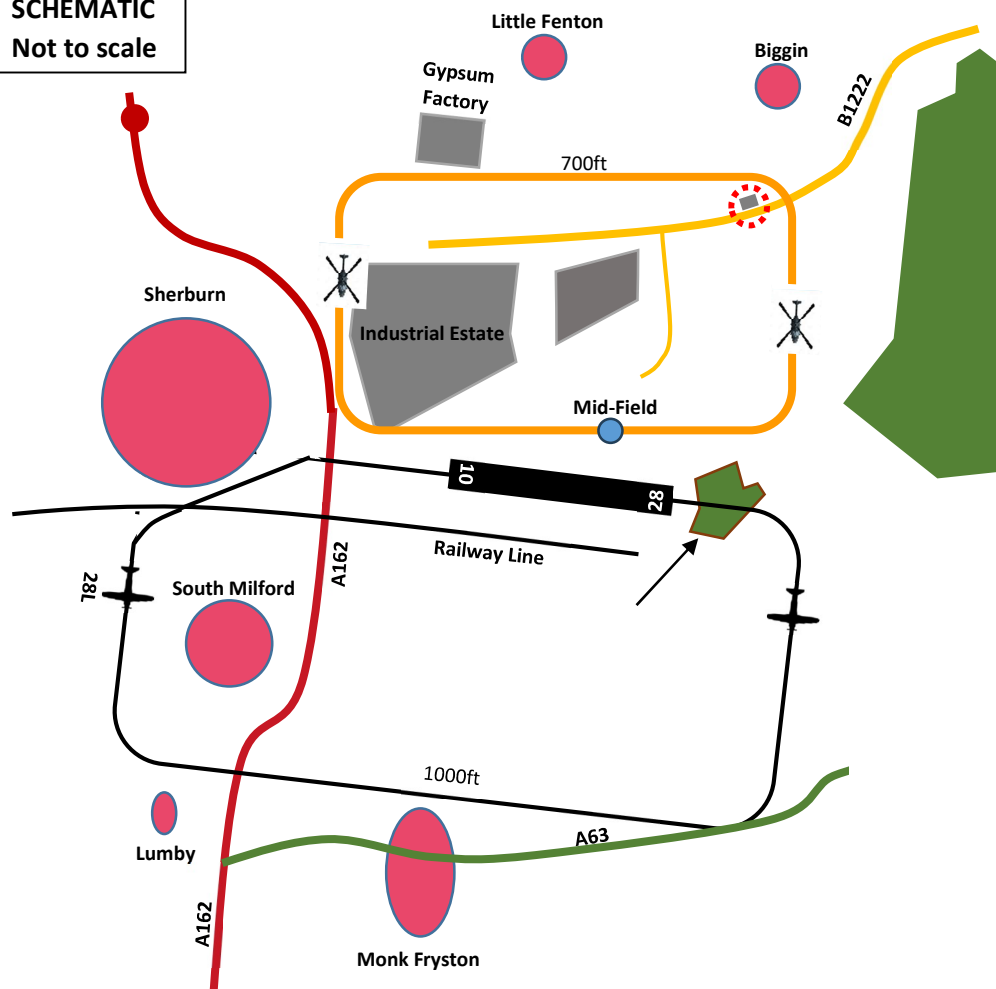 SCHEMATIC
Not to scale
Little Fenton
Biggin
Gypsum
Factory
B1222
700ft
Sherburn
Industrial Estate
Mid-Field
10
28
Railway Line
A162
28L
South Milford
1000ft
A63
Lumby
A162
Monk Fryston